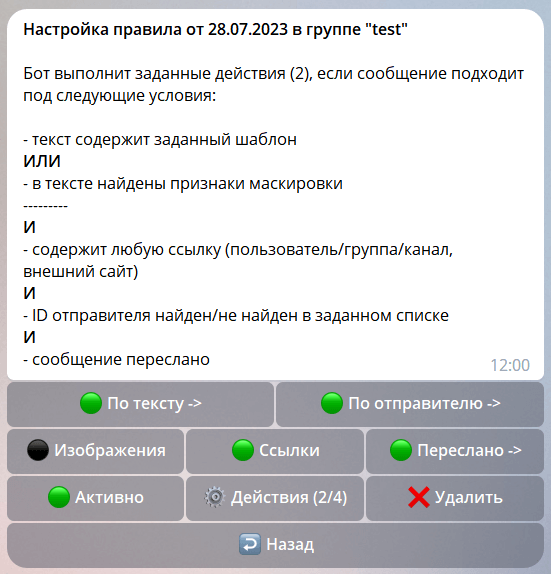 Настройка правила от 28.07.2023 в группе "test"
Бот выполнит заданные действия (2), если сообщение подходит
под следующие условия:
- текст содержит заданный шаблон
ИЛИ
- в тексте найдены признаки маскировки
---------
И
- содержит любую ссылку (пользователь/группа/канал,
внешний сайт)
И
- ID отправителя найден/не найден в заданном списке
И
- сообщение переслано
12:00
По тексту ->
По отправителю ->
Изображения
Ссылки
Переслано ->
Активно
Действия (2/4)
Удалить
Назад